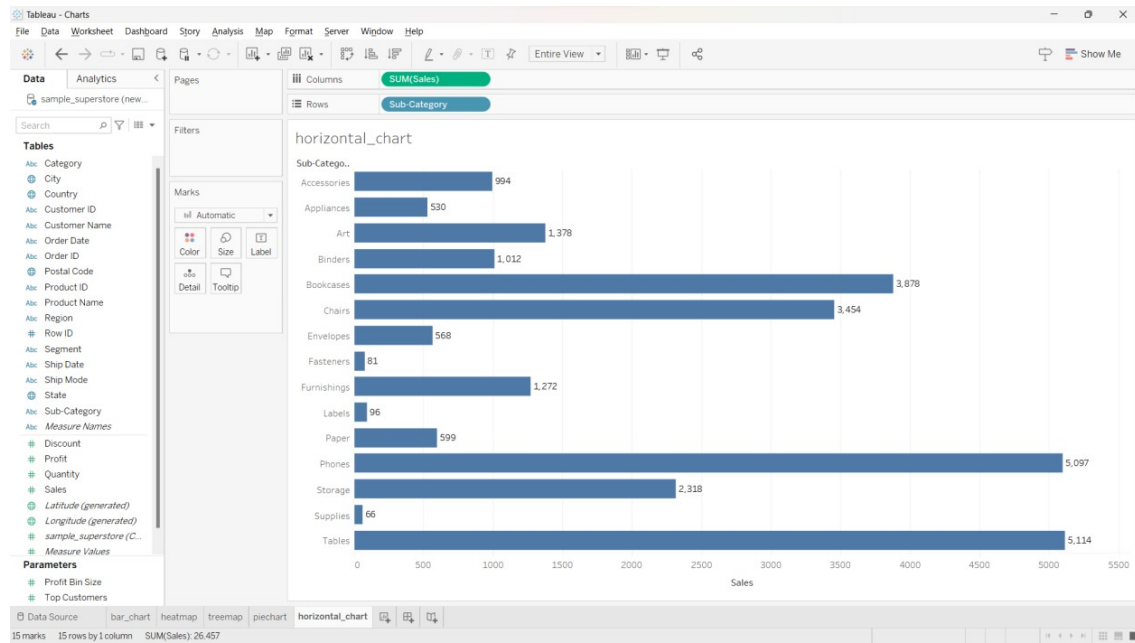 Tableau - Charts
File Data Worksheet Dashboard Story Analysis Map Format Server Window Help
Entire View
Show Me
Data Analytics
sample_superstore (new...
Search
Tables
Abc Category
City
Country
Abc Customer ID
Abc Customer Name
Abc Order Date
Abc Order ID
Postal Code
Abc Product ID
Abc Product Name
Abc Region
# Row ID
Abc Segment
Abc Ship Date
Abc Ship Mode
State
Abc Sub-Category
Abc Measure Names
# Discount
# Profit
# Quantity
# Sales
Latitude (generated)
Longitude (generated)
# sample_superstore (C...
# Measure Values
Parameters
# Profit Bin Size
# Top Customers
Pages
Filters
Marks
Automatic
Color Size Label
Detail Tooltip
Columns SUM(Sales)
Rows Sub-Category
horizontal_chart
Sub-Catego..
Accessories 994
Appliances 530
Art 1,378
Binders 1,012
Bookcases 3,878
Chairs 3,454
Envelopes 568
Fasteners 81
Furnishings 1,272
Labels 96
Paper 599
Phones 5,097
Storage 2,318
Supplies 66
Tables 5,114
0 500 1000 1500 2000 2500 3000 3500 4000 4500 5000 5500
Sales
Data Source bar_chart heatmap treemap piechart horizontal_chart
15 marks 15 rows by 1 column SUM(Sales): 26.457